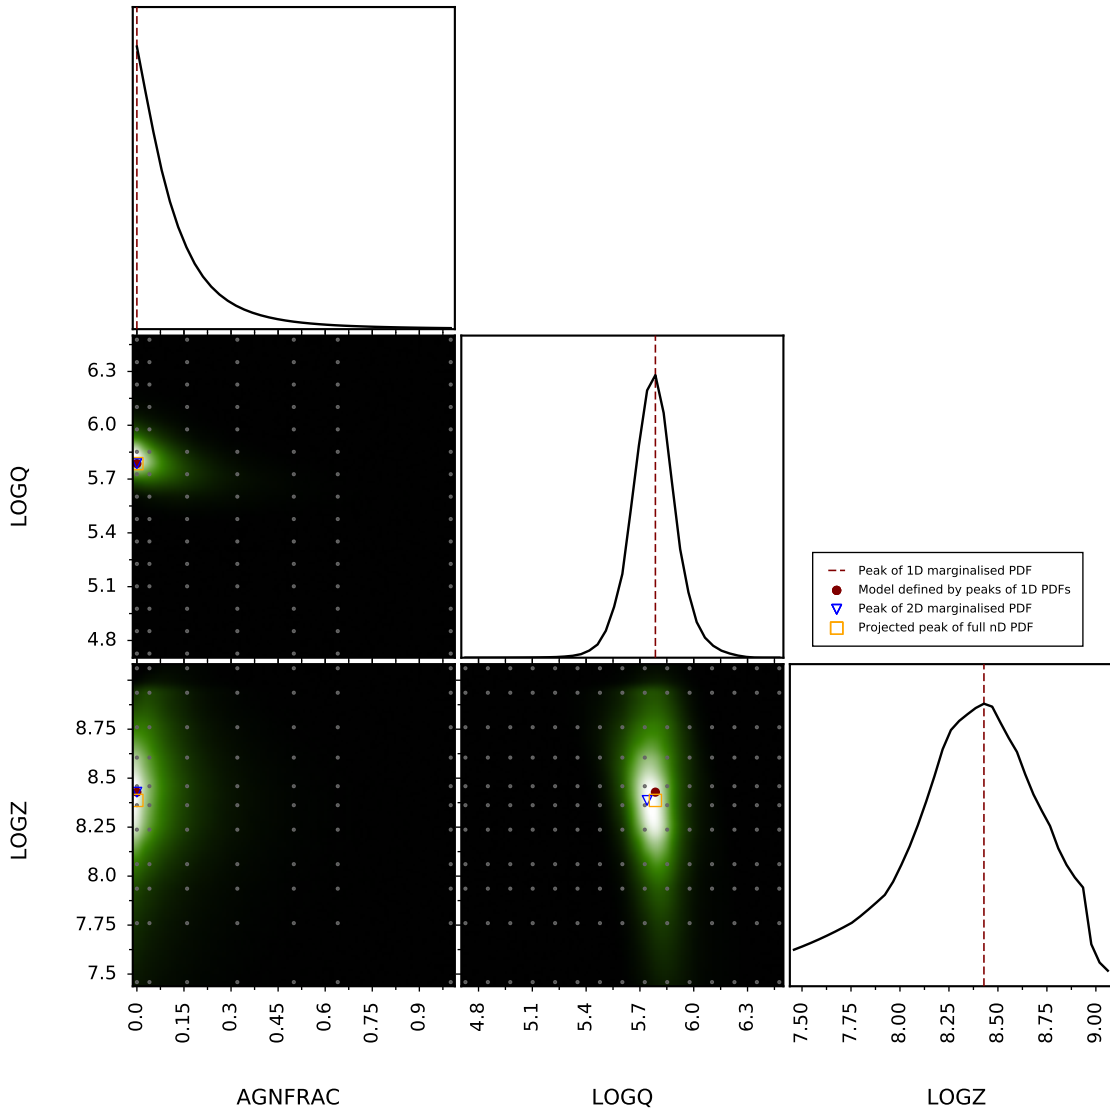 6.3
6.0
5.7
5.4
5.1
4.8
LOGQ
Peak of 1D marginalised PDF
Model defined by peaks of 1D PDFs
Peak of 2D marginalised PDF
Projected peak of full nD PDF
8.75
8.5
8.25
8.0
7.75
7.5
LOGZ
0.0 0.15 0.3 0.45 0.6 0.75 0.9
4.8 5.1 5.4 5.7 6.0 6.3
7.50 7.75 8.00 8.25 8.50 8.75 9.00
AGNFRAC LOGQ LOGZ